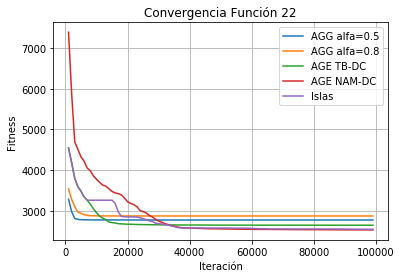 Convergencia Función 22
AGG alfa=0.5
AGG alfa=0.8
AGE TB-DC
AGE NAM-DC
Islas
Fitness
7000
6000
5000
4000
3000
0
20000
40000
60000
80000
100000
Iteración